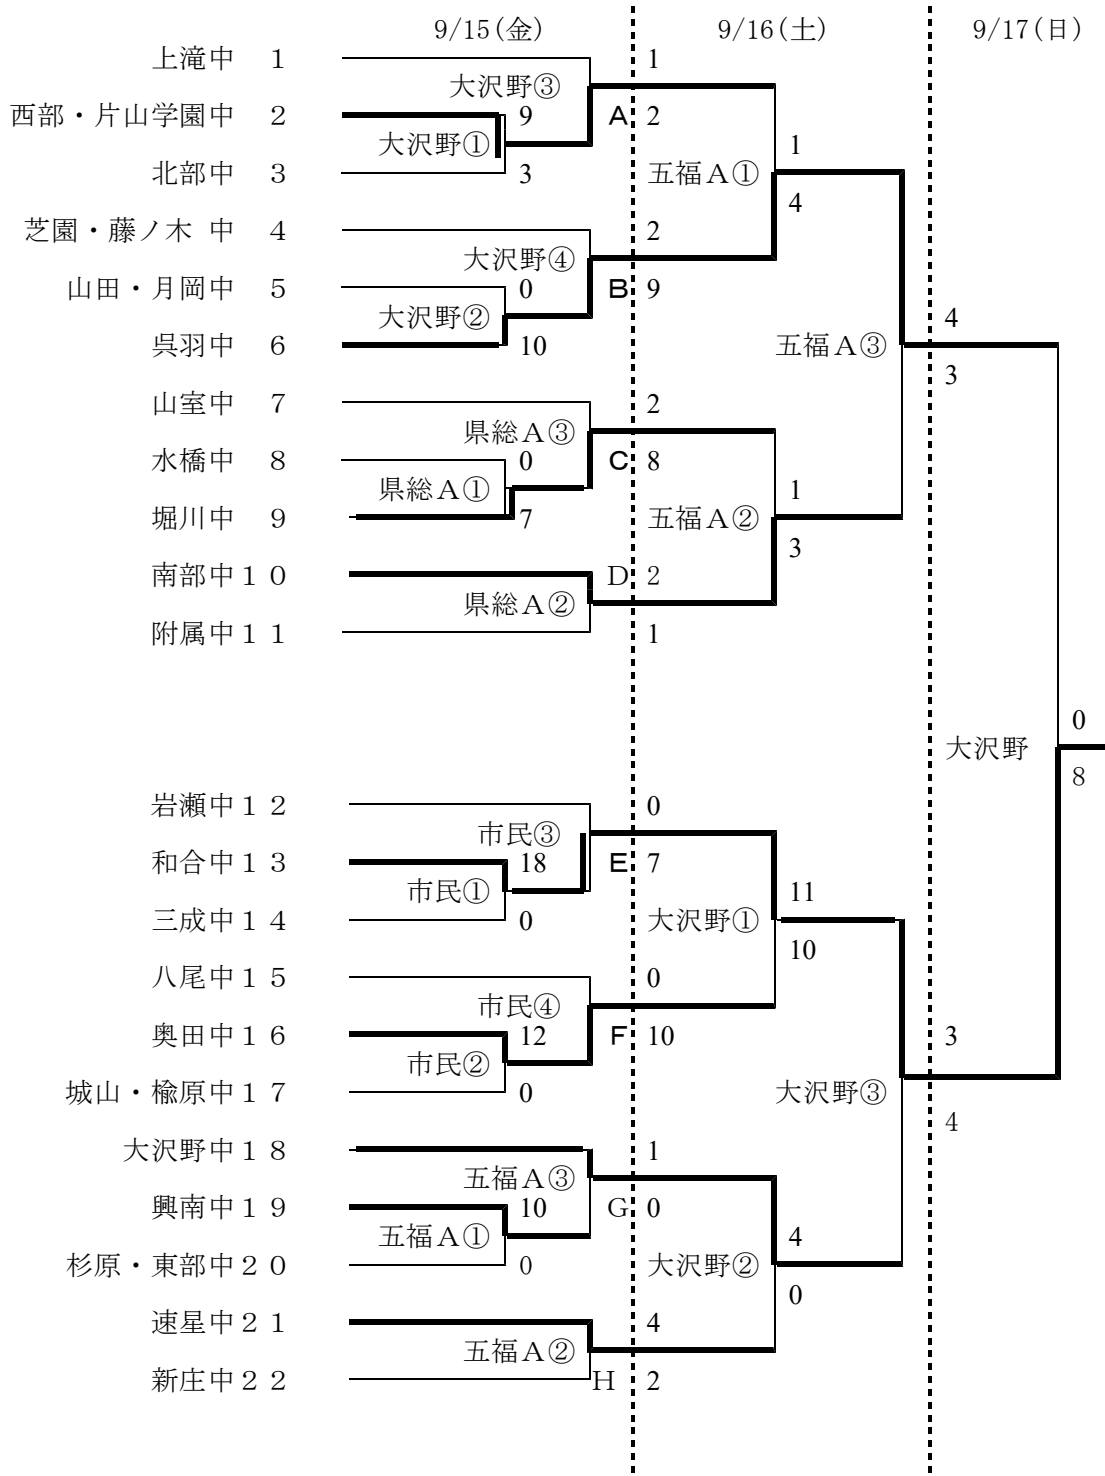 9/15(金) 9/16(土) 9/17(日)
上滝中 1 1
大沢野③
西部・片山学園中 2 9 A 2
大沢野① 1
北部中 3 3 五福A①
4
芝園・藤ノ木 中 4 2
大沢野④
山田・月岡中 5 0 B 9
大沢野② 4
呉羽中 6 10 五福A③
3
山室中 7 2
県総A③
水橋中 8 0 C 8
県総A① 1
堀川中 9 7 五福A②
3
南部中10 D 2
県総A②
附属中11 1
0
大沢野
8
岩瀬中12 0
市民③
和合中13 18 E 7
市民① 11
三成中14 0 大沢野①
10
八尾中15 0
市民④
奥田中16 12 F 10 3
市民②
城山・楡原中17 0 大沢野③
4
大沢野中18 1
五福A③
興南中19 10 G 0
五福A① 4
杉原・東部中20 0 大沢野②
0
速星中21 4
五福A②
新庄中22 H 2